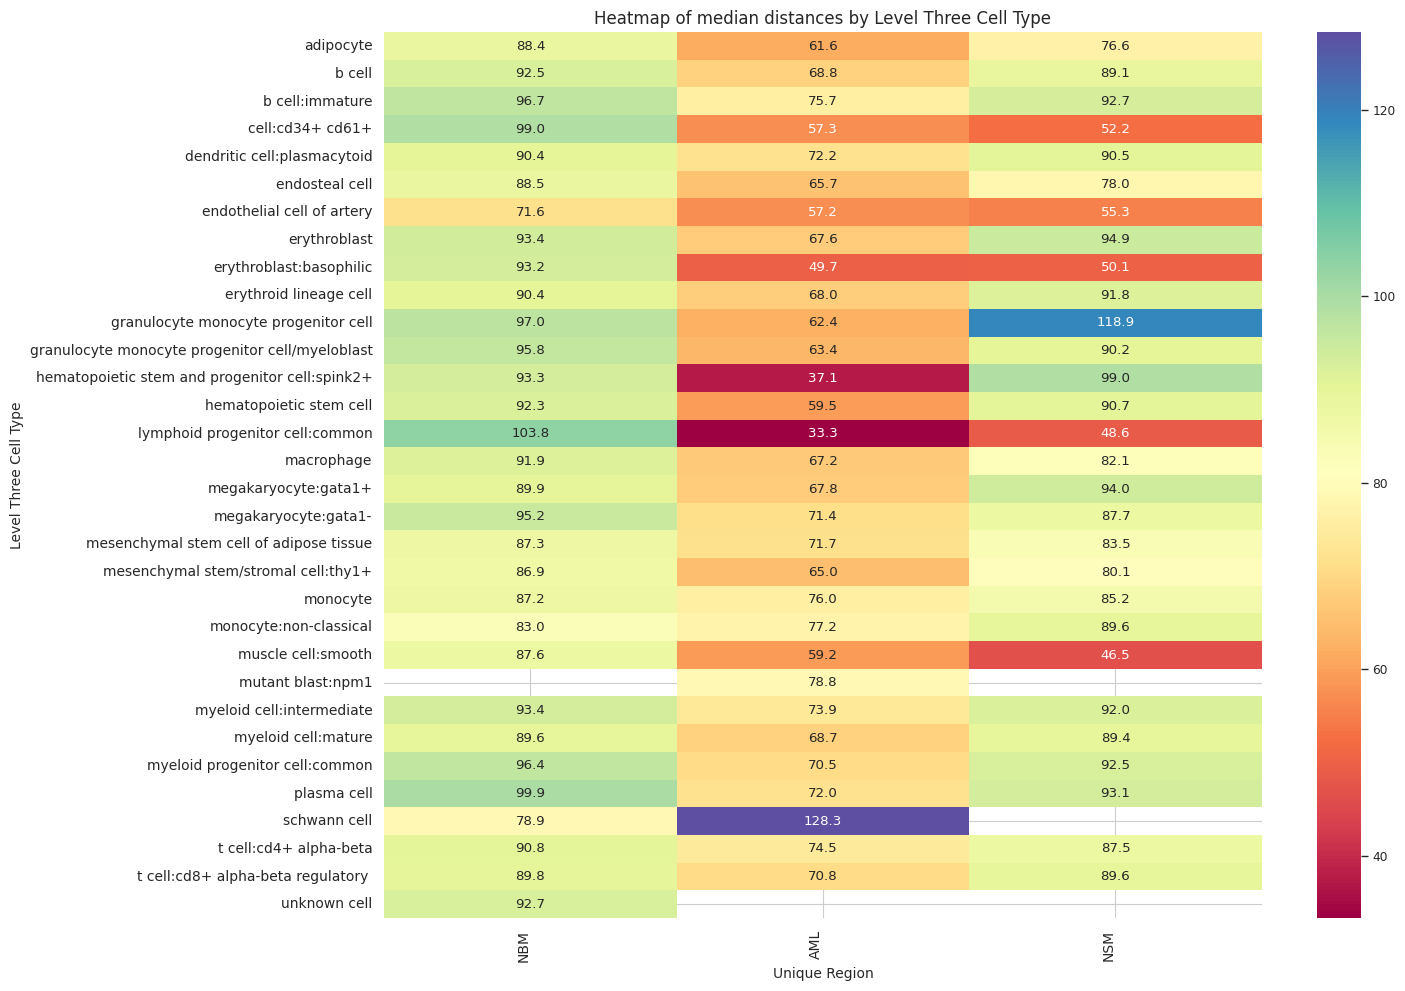 Heatmap of median distances by Level Three Cell Type
adipocyte 88.4 61.6 76.6
b cell 92.5 68.8 89.1
b cell:immature 96.7 75.7 92.7
cell:cd34+ cd61+ 99.0 57.3 52.2
dendritic cell:plasmacytoid 90.4 72.2 90.5
endosteal cell 88.5 65.7 78.0
endothelial cell of artery 71.6 57.2 55.3
erythroblast 93.4 67.6 94.9
erythroblast:basophilic 93.2 49.7 50.1
erythroid lineage cell 90.4 68.0 91.8
granulocyte monocyte progenitor cell 97.0 62.4 118.9
granulocyte monocyte progenitor cell/myeloblast 95.8 63.4 90.2
hematopoietic stem and progenitor cell:spink2+ 93.3 37.1 99.0
hematopoietic stem cell 92.3 59.5 90.7
lymphoid progenitor cell:common 103.8 33.3 48.6
macrophage 91.9 67.2 82.1
megakaryocyte:gata1+ 89.9 67.8 94.0
megakaryocyte:gata1- 95.2 71.4 87.7
mesenchymal stem cell of adipose tissue 87.3 71.7 83.5
mesenchymal stem/stromal cell:thy1+ 86.9 65.0 80.1
monocyte 87.2 76.0 85.2
monocyte:non-classical 83.0 77.2 89.6
muscle cell:smooth 87.6 59.2 46.5
mutant blast:npm1 78.8
myeloid cell:intermediate 93.4 73.9 92.0
myeloid cell:mature 89.6 68.7 89.4
myeloid progenitor cell:common 96.4 70.5 92.5
plasma cell 99.9 72.0 93.1
schwann cell 78.9 128.3
t cell:cd4+ alpha-beta 90.8 74.5 87.5
t cell:cd8+ alpha-beta regulatory 89.8 70.8 89.6
unknown cell 92.7
NBM AML NSM
Unique Region
Level Three Cell Type
120
100
80
60
40